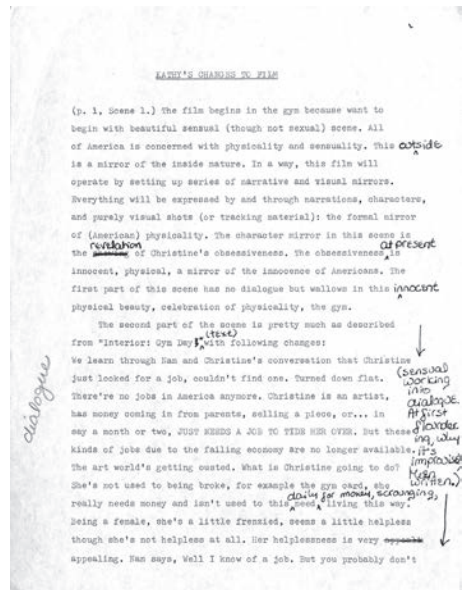 KATHY'S CHANGES TO FILM
(p. 1, Scene 1.) The film begins in the gym because want to
begin with beautiful sensual (though not sexual) scene. All
of America is concerned with physicality and sensuality. This outside
is a mirror of the inside nature. In a way, this film will
operate by setting up series of narrative and visual mirrors.
Everything will be expressed by and through narrations, characters,
and purely visual shots (or tracking material): the formal mirror
of (American) physicality. The character mirror in this scene is
revelation at present
the of Christine's obsessiveness. The obsessiveness is
innocent, physical, a mirror of the innocence of Americans. The
first part of this scene has no dialogue but wallows in this innocent
physical beauty, celebration of physicality, the gym.
The second part of the scene is pretty much as described
(text)
from "Interior: Gym Day" with following changes:
We learn through Nan and Christine's conversation that Christine
just looked for a job, couldn't find one. Turned down flat.
There're no jobs in America anymore. Christine is an artist,
has money coming in from parents, selling a piece, or... in
say a month or two, JUST NEEDS A JOB TO TIDE HER OVER. But these
kinds of jobs due to the failing economy are no longer available.
The art world's getting ousted. What is Christine going to do?
She's not used to being broke, for example the gym card, she
daily for money, scrounging,
really needs money and isn't used to this need, living this way.
Being a female, she's a little frenzied, seems a little helpless
though she's not helpless at all. Her helplessness is very
appealing. Nan says, Well I know of a job. But you probably don't
dialogue
(sensual
working
into
dialogue.
At first
flounder
ing, why
it's
improvised
then
written.)